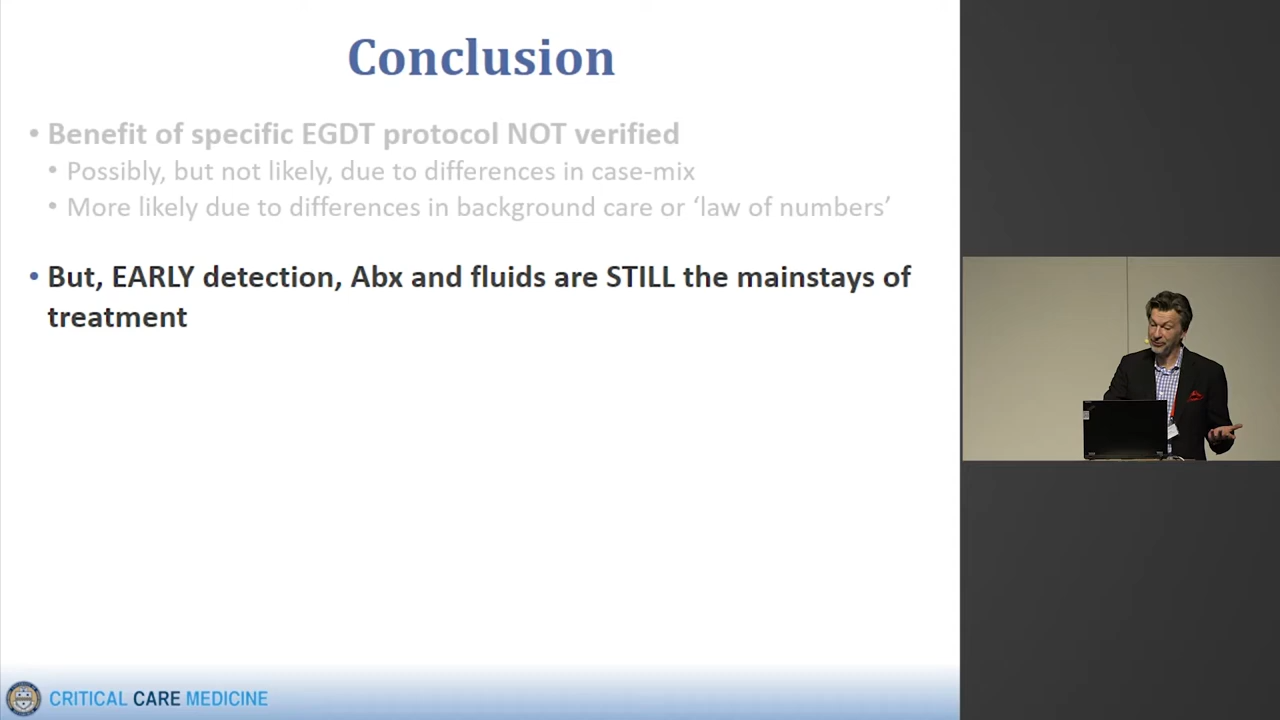 Conclusion
• Benefit of specific EGDT protocol NOT verified
• Possibly, but not likely, due to differences in case-mix
• More likely due to differences in background care or ‘law of numbers’
• But, EARLY detection, Abx and fluids are STILL the mainstays of
treatment
CRITICAL CARE MEDICINE